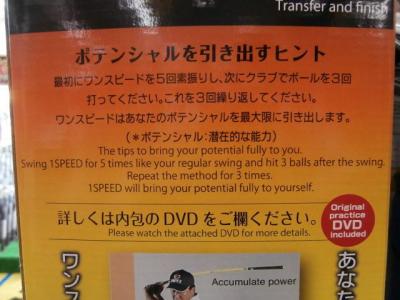 Transfer and finish
ポテンシャルを引き出すヒント
最初にワンスピードを5回素振りし、次にクラブでボールを3回
打ってください。これを3回繰り返してください。
ワンスピードはあなたのポテンシャルを最大限に引き出します。
(＊ポテンシャル:潜在的な能力)
The tips to bring your potential fully to you.
Swing 1SPEED for 5 times like your regular swing and hit 3 balls after the swing.
Repeat the method for 3 times.
1SPEED will bring your potential fully to yourself.
詳しくは内包の DVD をご欄ください。
Please watch the attached DVD for more details.
Original
practice
DVD
included
ワンス
Accumulate power
あな